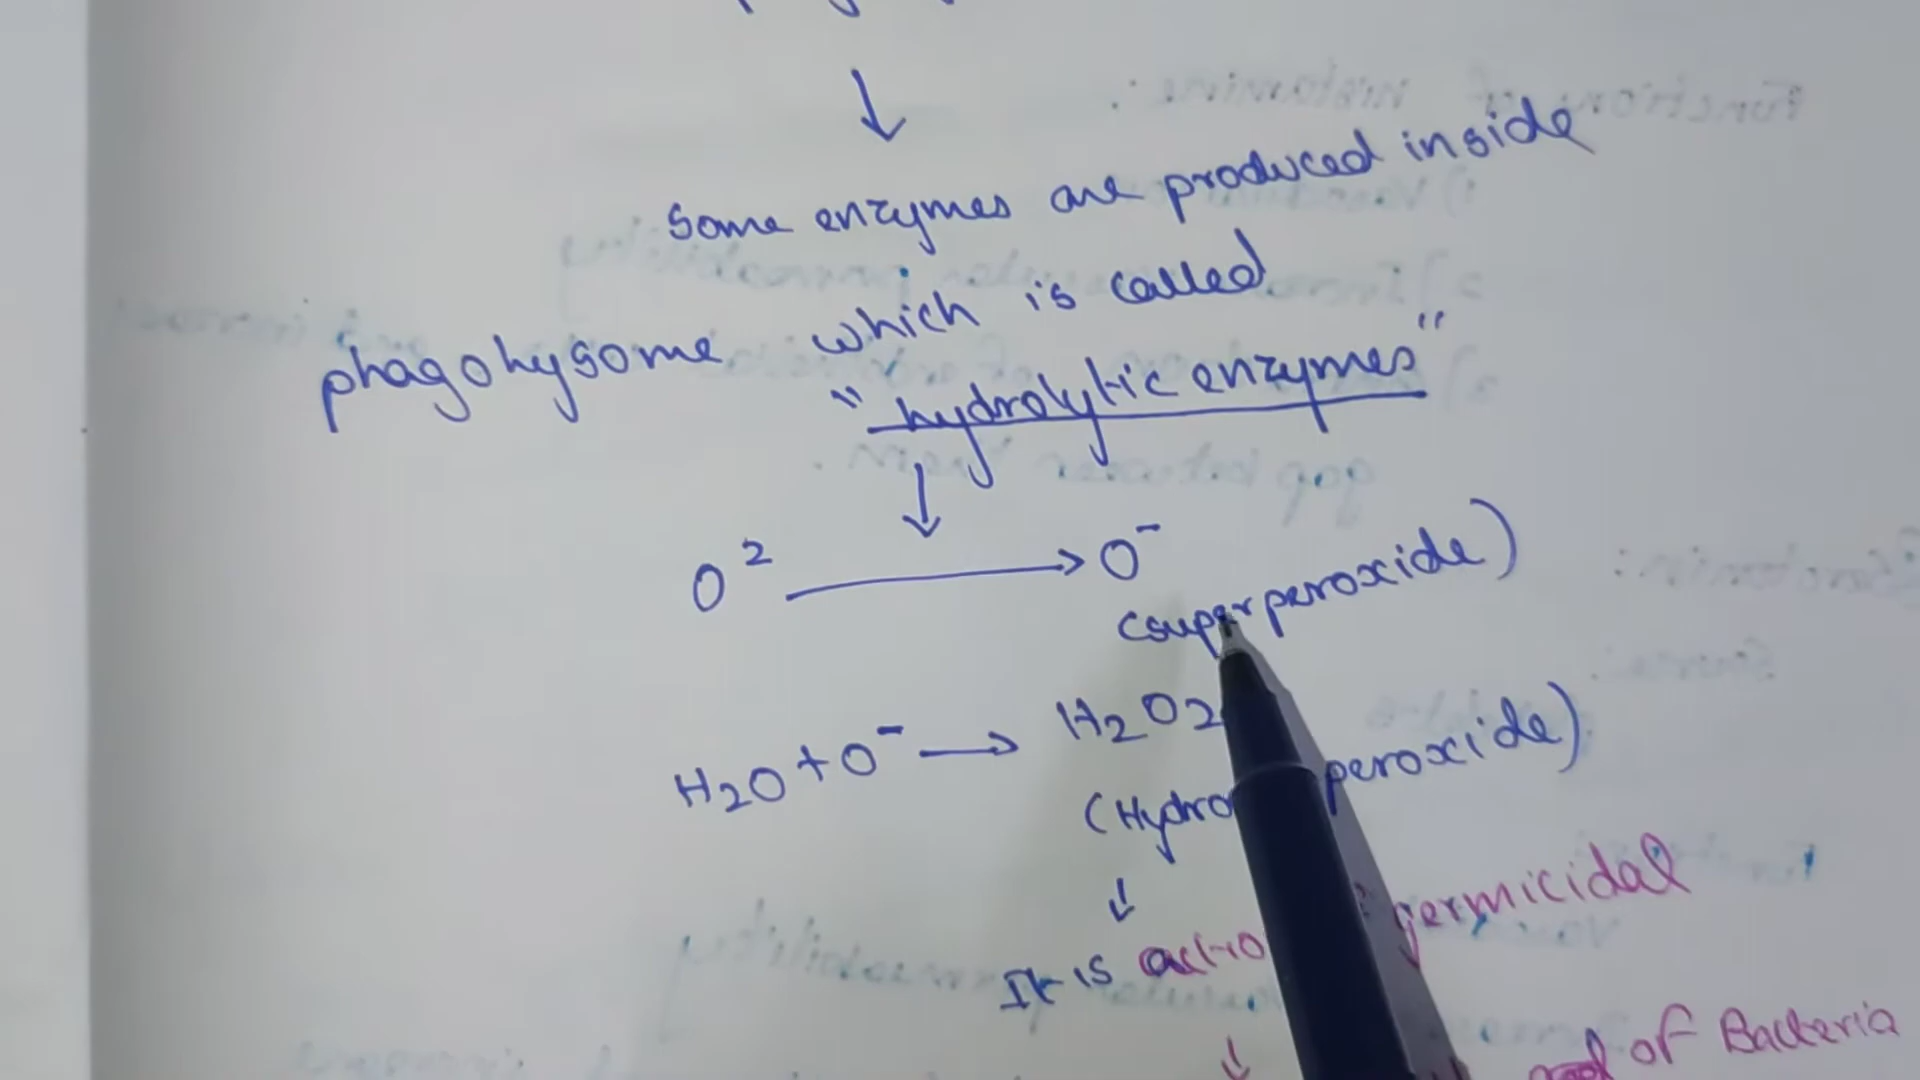 ↓
Some enzymes are produced inside
phagohysome which is called
"hydrolytic enzymes"
↓
O² → O⁻
(superperoxide)
H₂O + O⁻ → H₂O₂
(Hydro peroxide)
↓
It is germicidal
↓
of Bacteria